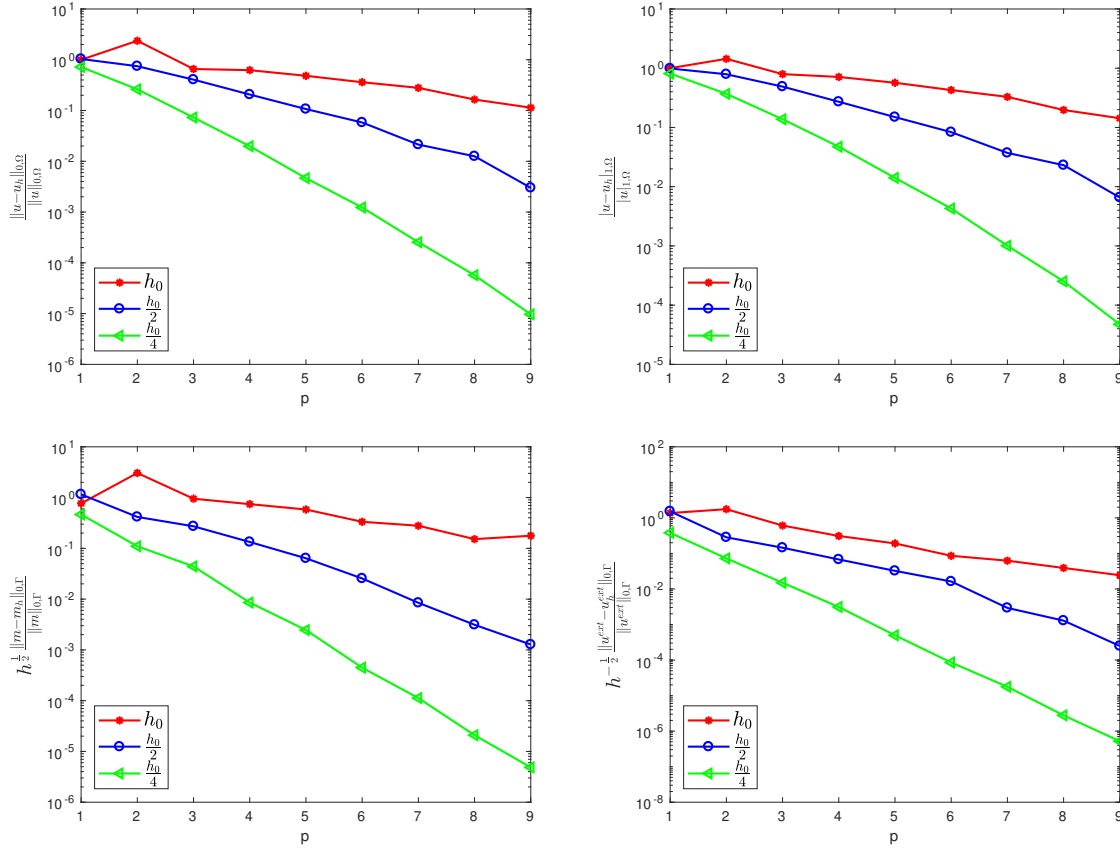 10^1
10^0
10^-1
10^-2
10^-3
10^-4
10^-5
10^-6
||u−u_h||_{0,Ω} / ||u||_{0,Ω}
h_0
h_0/2
h_0/4
1 2 3 4 5 6 7 8 9
p
10^1
10^0
10^-1
10^-2
10^-3
10^-4
10^-5
|u−u_h|_{1,Ω} / |u|_{1,Ω}
h_0
h_0/2
h_0/4
1 2 3 4 5 6 7 8 9
p
10^1
10^0
10^-1
10^-2
10^-3
10^-4
10^-5
10^-6
h^{1/2} ||m−m_h||_{0,Γ} / ||m||_{0,Γ}
h_0
h_0/2
h_0/4
1 2 3 4 5 6 7 8 9
p
10^2
10^0
10^-2
10^-4
10^-6
10^-8
h^{−1/2} ||u^{ext}−u_h^{ext}||_{0,Γ} / ||u^{ext}||_{0,Γ}
h_0
h_0/2
h_0/4
1 2 3 4 5 6 7 8 9
p